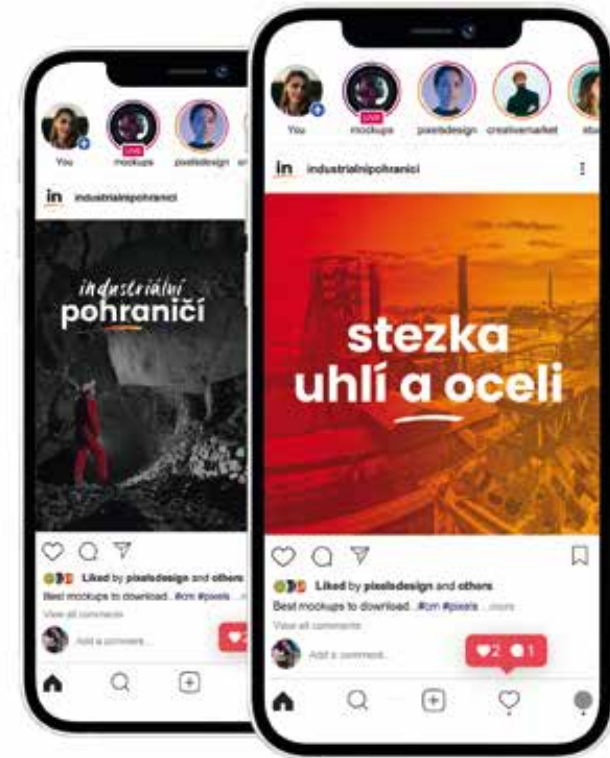 You
mockups
pixelsdesign
LIVE
in industrialnipohranici
industriální
pohraničí
Liked by pixelsdesign and others
Best mockups to download #cm #pixels
View all comments
Add a comment...
You
mockups
pixelsdesign
creativemarket
LIVE
in industrialnipohranici
stezka
uhlí a oceli
Liked by pixelsdesign and others
Best mockups to download #cm #pixels ...more
View all comments
Add a comment...
2 1